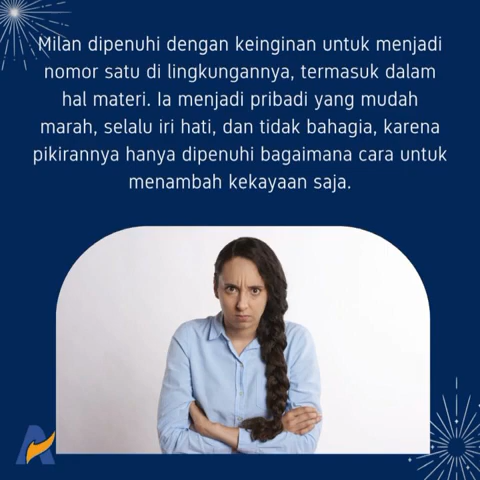 Milan dipenuhi dengan keinginan untuk menjadi
nomor satu di lingkungannya, termasuk dalam
hal materi. Ia menjadi pribadi yang mudah
marah, selalu iri hati, dan tidak bahagia, karena
pikirannya hanya dipenuhi bagaimana cara untuk
menambah kekayaan saja.